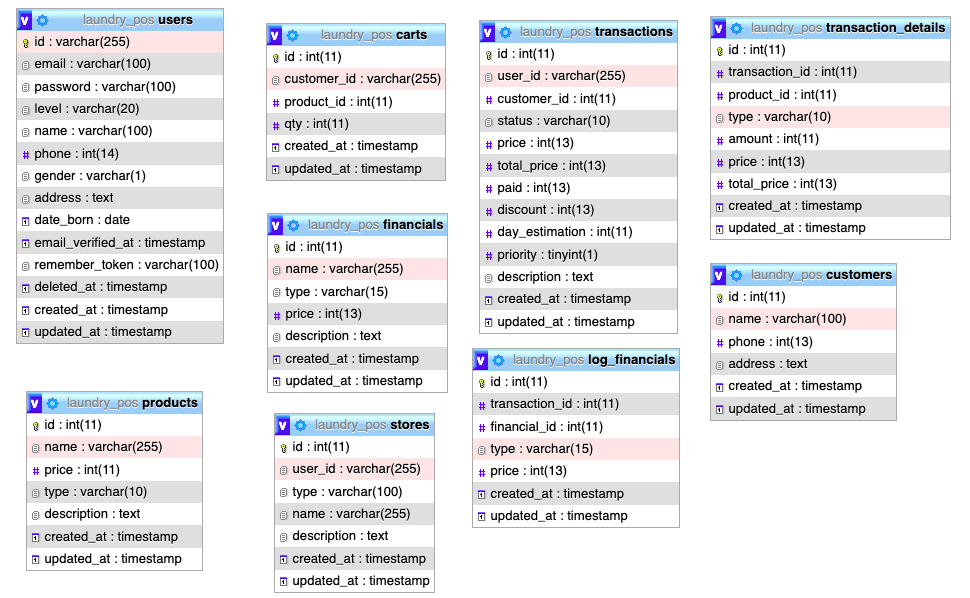 laundry_pos users
id : varchar(255)
email : varchar(100)
password : varchar(100)
level : varchar(20)
name : varchar(100)
phone : int(14)
gender : varchar(1)
address : text
date_born : date
email_verified_at : timestamp
remember_token : varchar(100)
deleted_at : timestamp
created_at : timestamp
updated_at : timestamp
laundry_pos products
id : int(11)
name : varchar(255)
price : int(11)
type : varchar(10)
description : text
created_at : timestamp
updated_at : timestamp
laundry_pos carts
id : int(11)
customer_id : varchar(255)
product_id : int(11)
qty : int(11)
created_at : timestamp
updated_at : timestamp
laundry_pos financials
id : int(11)
name : varchar(255)
type : varchar(15)
price : int(13)
description : text
created_at : timestamp
updated_at : timestamp
laundry_pos stores
id : int(11)
user_id : varchar(255)
type : varchar(100)
name : varchar(255)
description : text
created_at : timestamp
updated_at : timestamp
laundry_pos transactions
id : int(11)
user_id : varchar(255)
customer_id : int(11)
status : varchar(10)
price : int(13)
total_price : int(13)
paid : int(13)
discount : int(13)
day_estimation : int(11)
priority : tinyint(1)
description : text
created_at : timestamp
updated_at : timestamp
laundry_pos log_financials
id : int(11)
transaction_id : int(11)
financial_id : int(11)
type : varchar(15)
price : int(13)
created_at : timestamp
updated_at : timestamp
laundry_pos transaction_details
id : int(11)
transaction_id : int(11)
product_id : int(11)
type : varchar(10)
amount : int(11)
price : int(13)
total_price : int(13)
created_at : timestamp
updated_at : timestamp
laundry_pos customers
id : int(11)
name : varchar(100)
phone : int(13)
address : text
created_at : timestamp
updated_at : timestamp